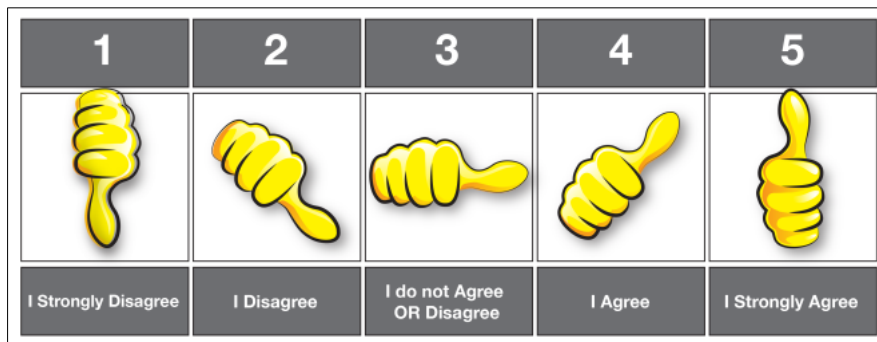 1 2 3 4 5
I Strongly Disagree
I Disagree
I do not Agree
OR Disagree
I Agree
I Strongly Agree